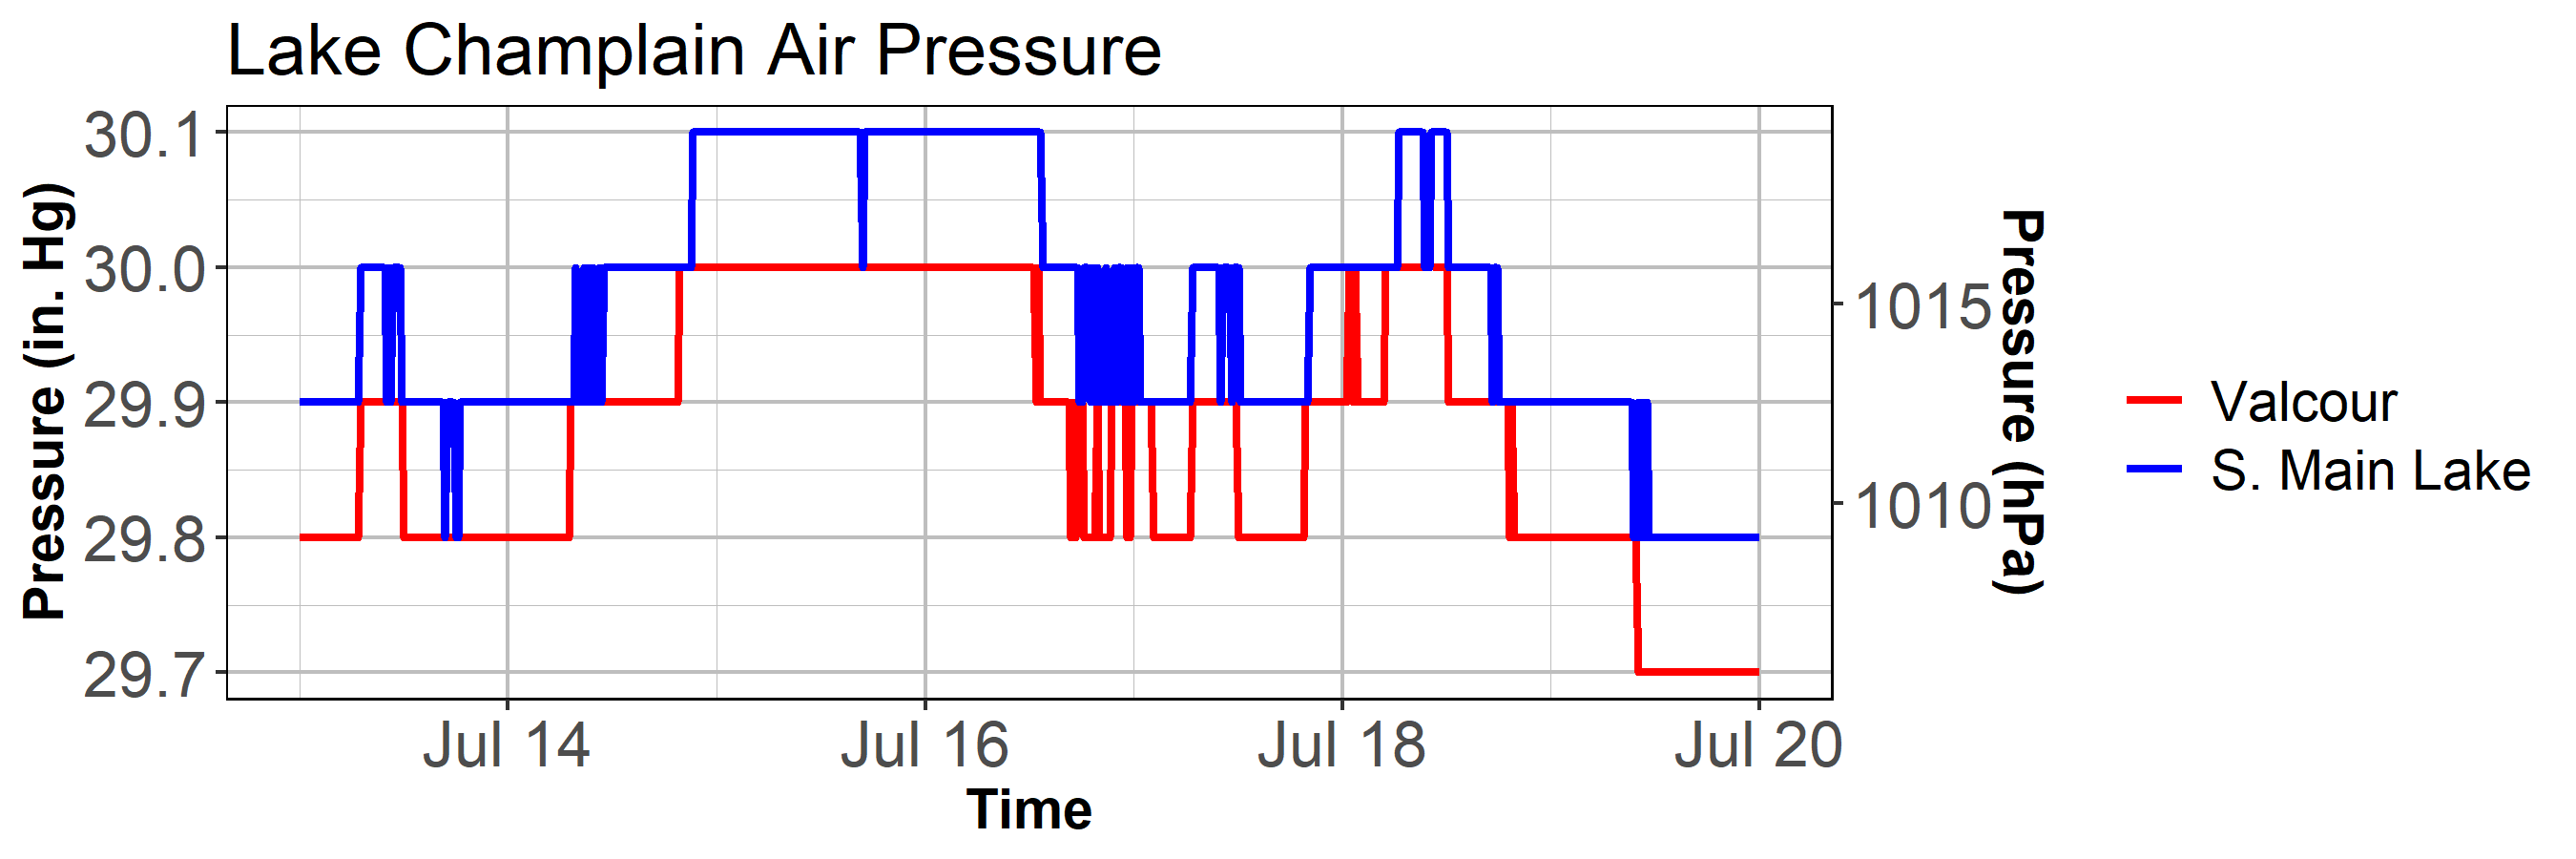 Lake Champlain Air Pressure
Pressure (in. Hg)
30.1
30.0
29.9
29.8
29.7
Jul 14 Jul 16 Jul 18 Jul 20
Time
1015
1010
Pressure (hPa)
Valcour
S. Main Lake